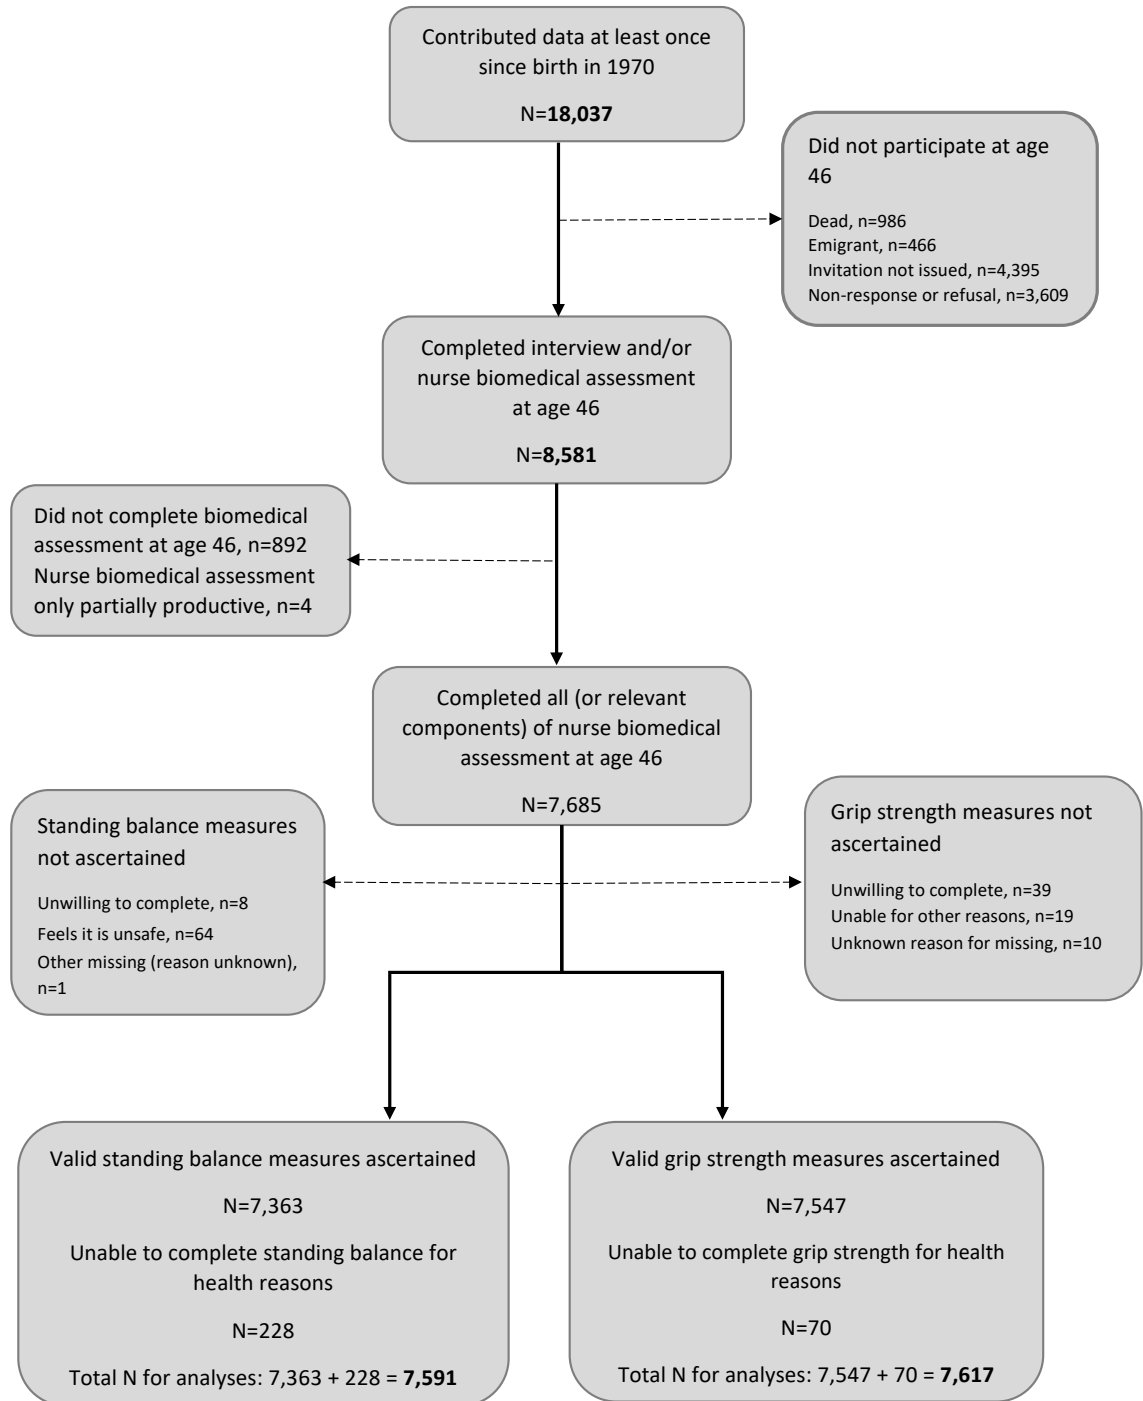 Contributed data at least once
since birth in 1970
N=18,037
Did not participate at age
46
Dead, n=986
Emigrant, n=466
Invitation not issued, n=4,395
Non-response or refusal, n=3,609
Completed interview and/or
nurse biomedical assessment
at age 46
N=8,581
Did not complete biomedical
assessment at age 46, n=892
Nurse biomedical assessment
only partially productive, n=4
Completed all (or relevant
components) of nurse biomedical
assessment at age 46
N=7,685
Standing balance measures
not ascertained
Unwilling to complete, n=8
Feels it is unsafe, n=64
Other missing (reason unknown),
n=1
Grip strength measures not
ascertained
Unwilling to complete, n=39
Unable for other reasons, n=19
Unknown reason for missing, n=10
Valid standing balance measures ascertained
N=7,363
Unable to complete standing balance for
health reasons
N=228
Total N for analyses: 7,363 + 228 = 7,591
Valid grip strength measures ascertained
N=7,547
Unable to complete grip strength for health
reasons
N=70
Total N for analyses: 7,547 + 70 = 7,617